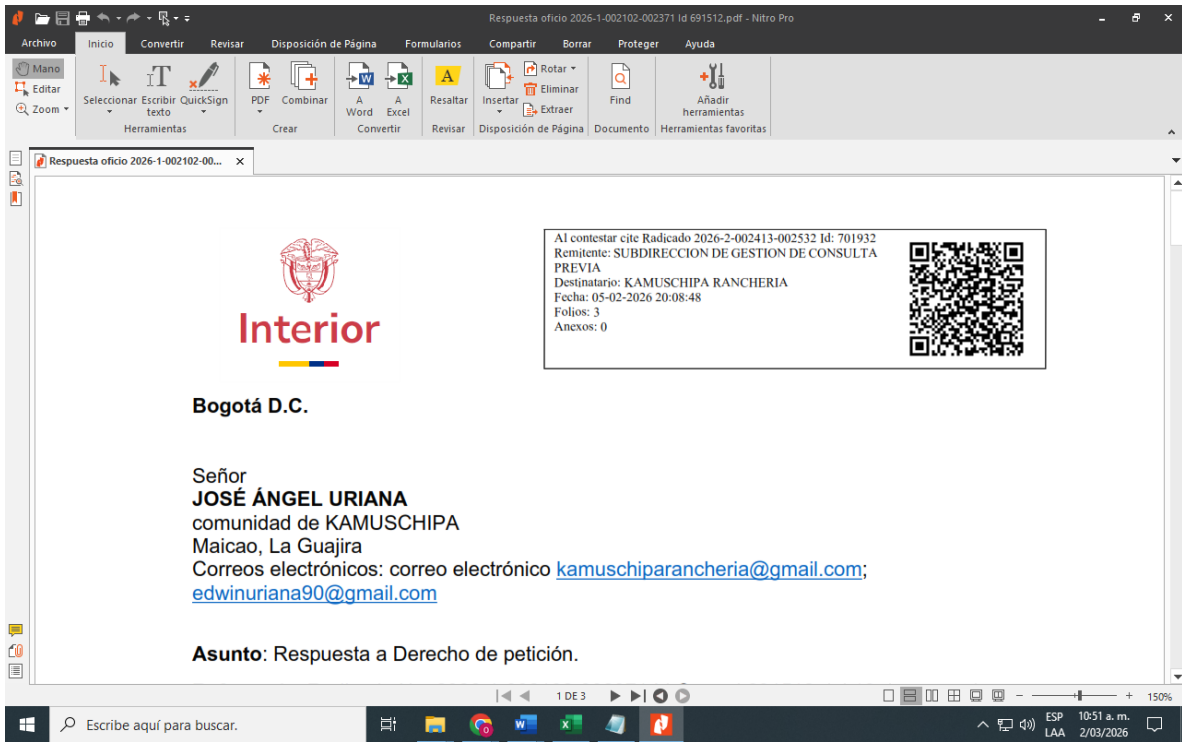 Respuesta oficio 2026-1-002102-002371 Id 691512.pdf - Nitro Pro
Archivo Inicio Convertir Revisar Disposición de Página Formularios Compartir Borrar Proteger Ayuda
Mano
Editar
Zoom
Seleccionar
Escribir texto
QuickSign
Herramientas
PDF
Combinar
Crear
A Word
A Excel
Convertir
Resaltar
Revisar
Insertar
Rotar
Eliminar
Extraer
Disposición de Página
Find
Documento
Añadir herramientas
Herramientas favoritas
Respuesta oficio 2026-1-002102-00...
Interior
Al contestar cite Radicado 2026-2-002413-002532 Id: 701932
Remitente: SUBDIRECCION DE GESTION DE CONSULTA
PREVIA
Destinatario: KAMUSCHIPA RANCHERIA
Fecha: 05-02-2026 20:08:48
Folios: 3
Anexos: 0
Bogotá D.C.
Señor
JOSÉ ÁNGEL URIANA
comunidad de KAMUSCHIPA
Maicao, La Guajira
Correos electrónicos: correo electrónico kamuschiparancheria@gmail.com;
edwinuriana90@gmail.com
Asunto: Respuesta a Derecho de petición.
1 DE 3
150%
Escribe aquí para buscar.
ESP
LAA
10:51 a. m.
2/03/2026